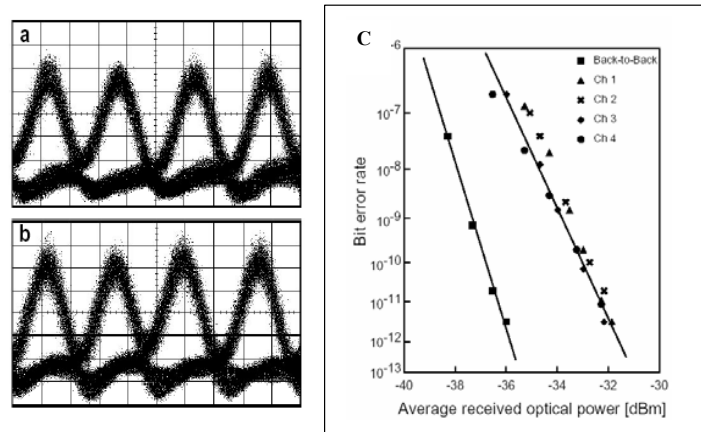 a
b
C
-6
10-7
10-8
10-9
10-10
10-11
10-12
10-13
-40
-38
-36
-34
-32
-30
Bit error rate
Average received optical power [dBm]
Back-to-Back
Ch 1
Ch 2
Ch 3
Ch 4